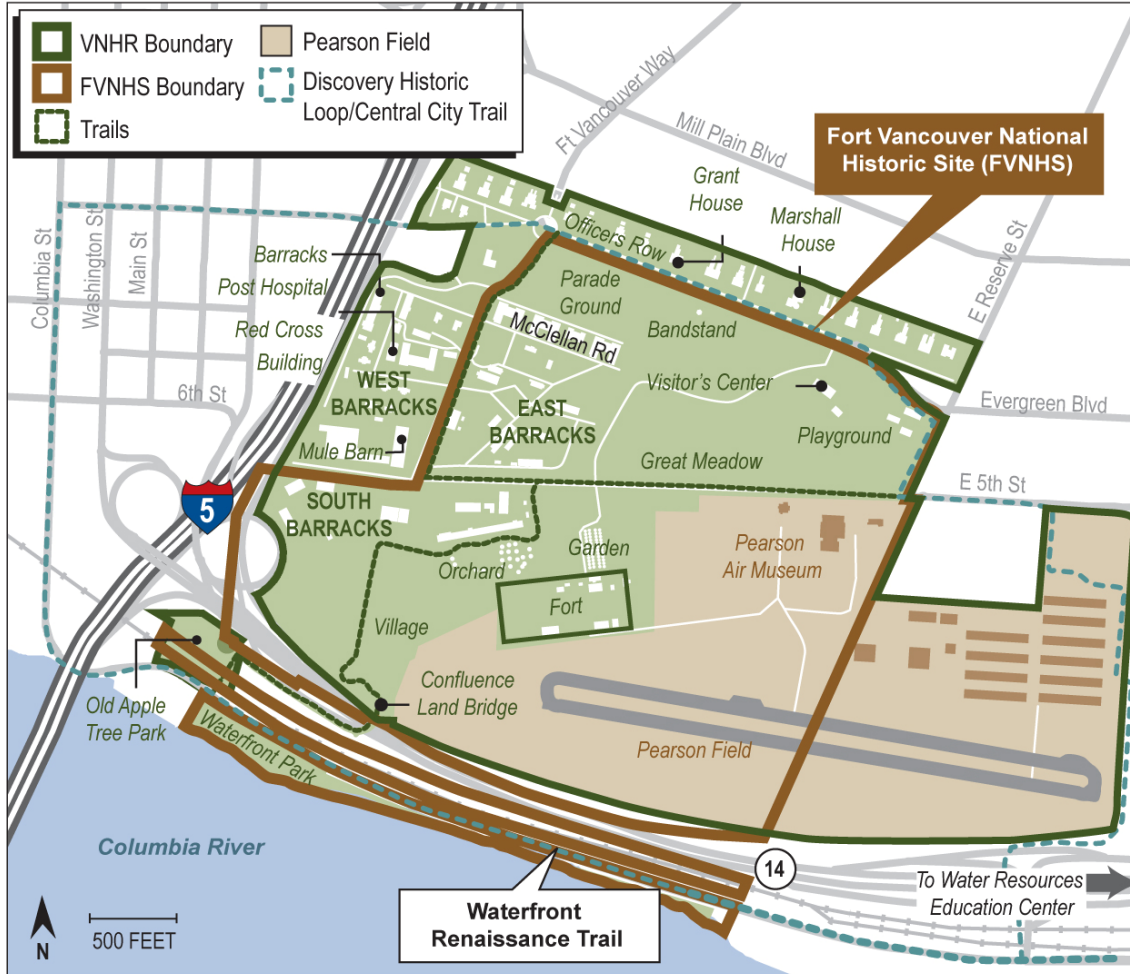 VNHR Boundary
FVNHS Boundary
Trails
Pearson Field
Discovery Historic
Loop/Central City Trail
Ft Vancouver Way
Mill Plain Blvd
Fort Vancouver National
Historic Site (FVNHS)
Grant
House
Marshall
House
Officers Row
E Reserve St
Columbia St
Washington St
Main St
Barracks
Post Hospital
Red Cross
Building
Parade
Ground
Bandstand
McClellan Rd
WEST
BARRACKS
EAST
BARRACKS
Visitor's Center
Playground
Evergreen Blvd
6th St
Mule Barn
Great Meadow
E 5th St
5
SOUTH
BARRACKS
Orchard
Garden
Pearson
Air Museum
Fort
Village
Confluence
Land Bridge
Old Apple
Tree Park
Waterfront Park
Pearson Field
Columbia River
14
To Water Resources
Education Center
Waterfront
Renaissance Trail
N
500 FEET